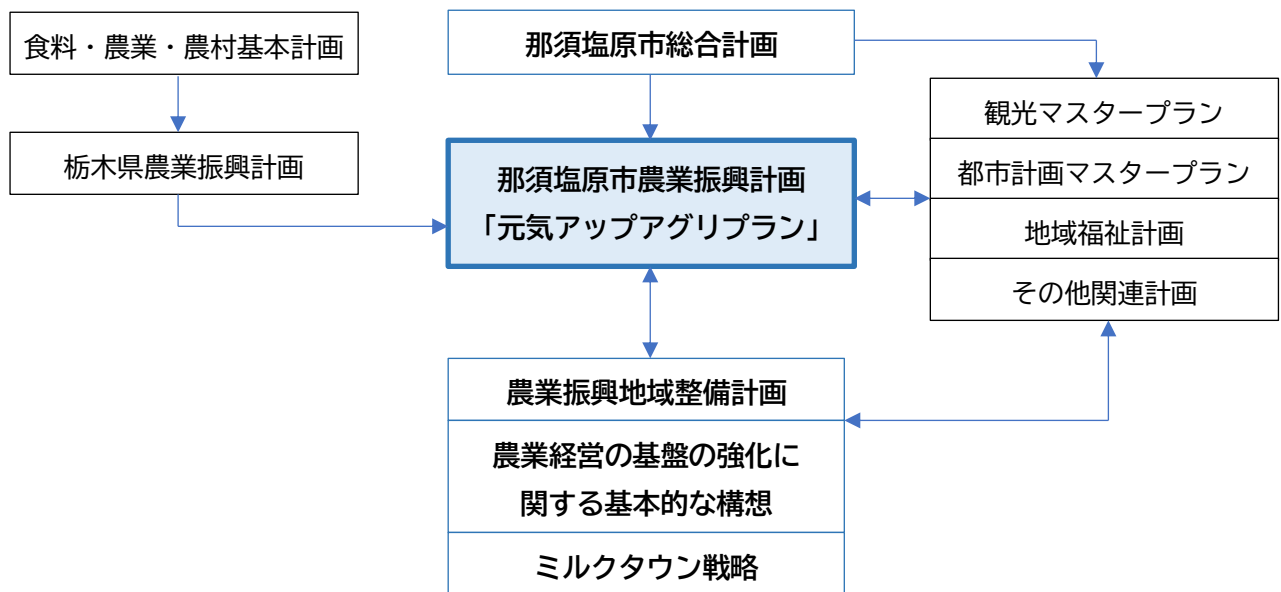 食料・農業・農村基本計画
栃木県農業振興計画
那須塩原市総合計画
那須塩原市農業振興計画
「元気アップアグリプラン」
観光マスタープラン
都市計画マスタープラン
地域福祉計画
その他関連計画
農業振興地域整備計画
農業経営の基盤の強化に
関する基本的な構想
ミルクタウン戦略